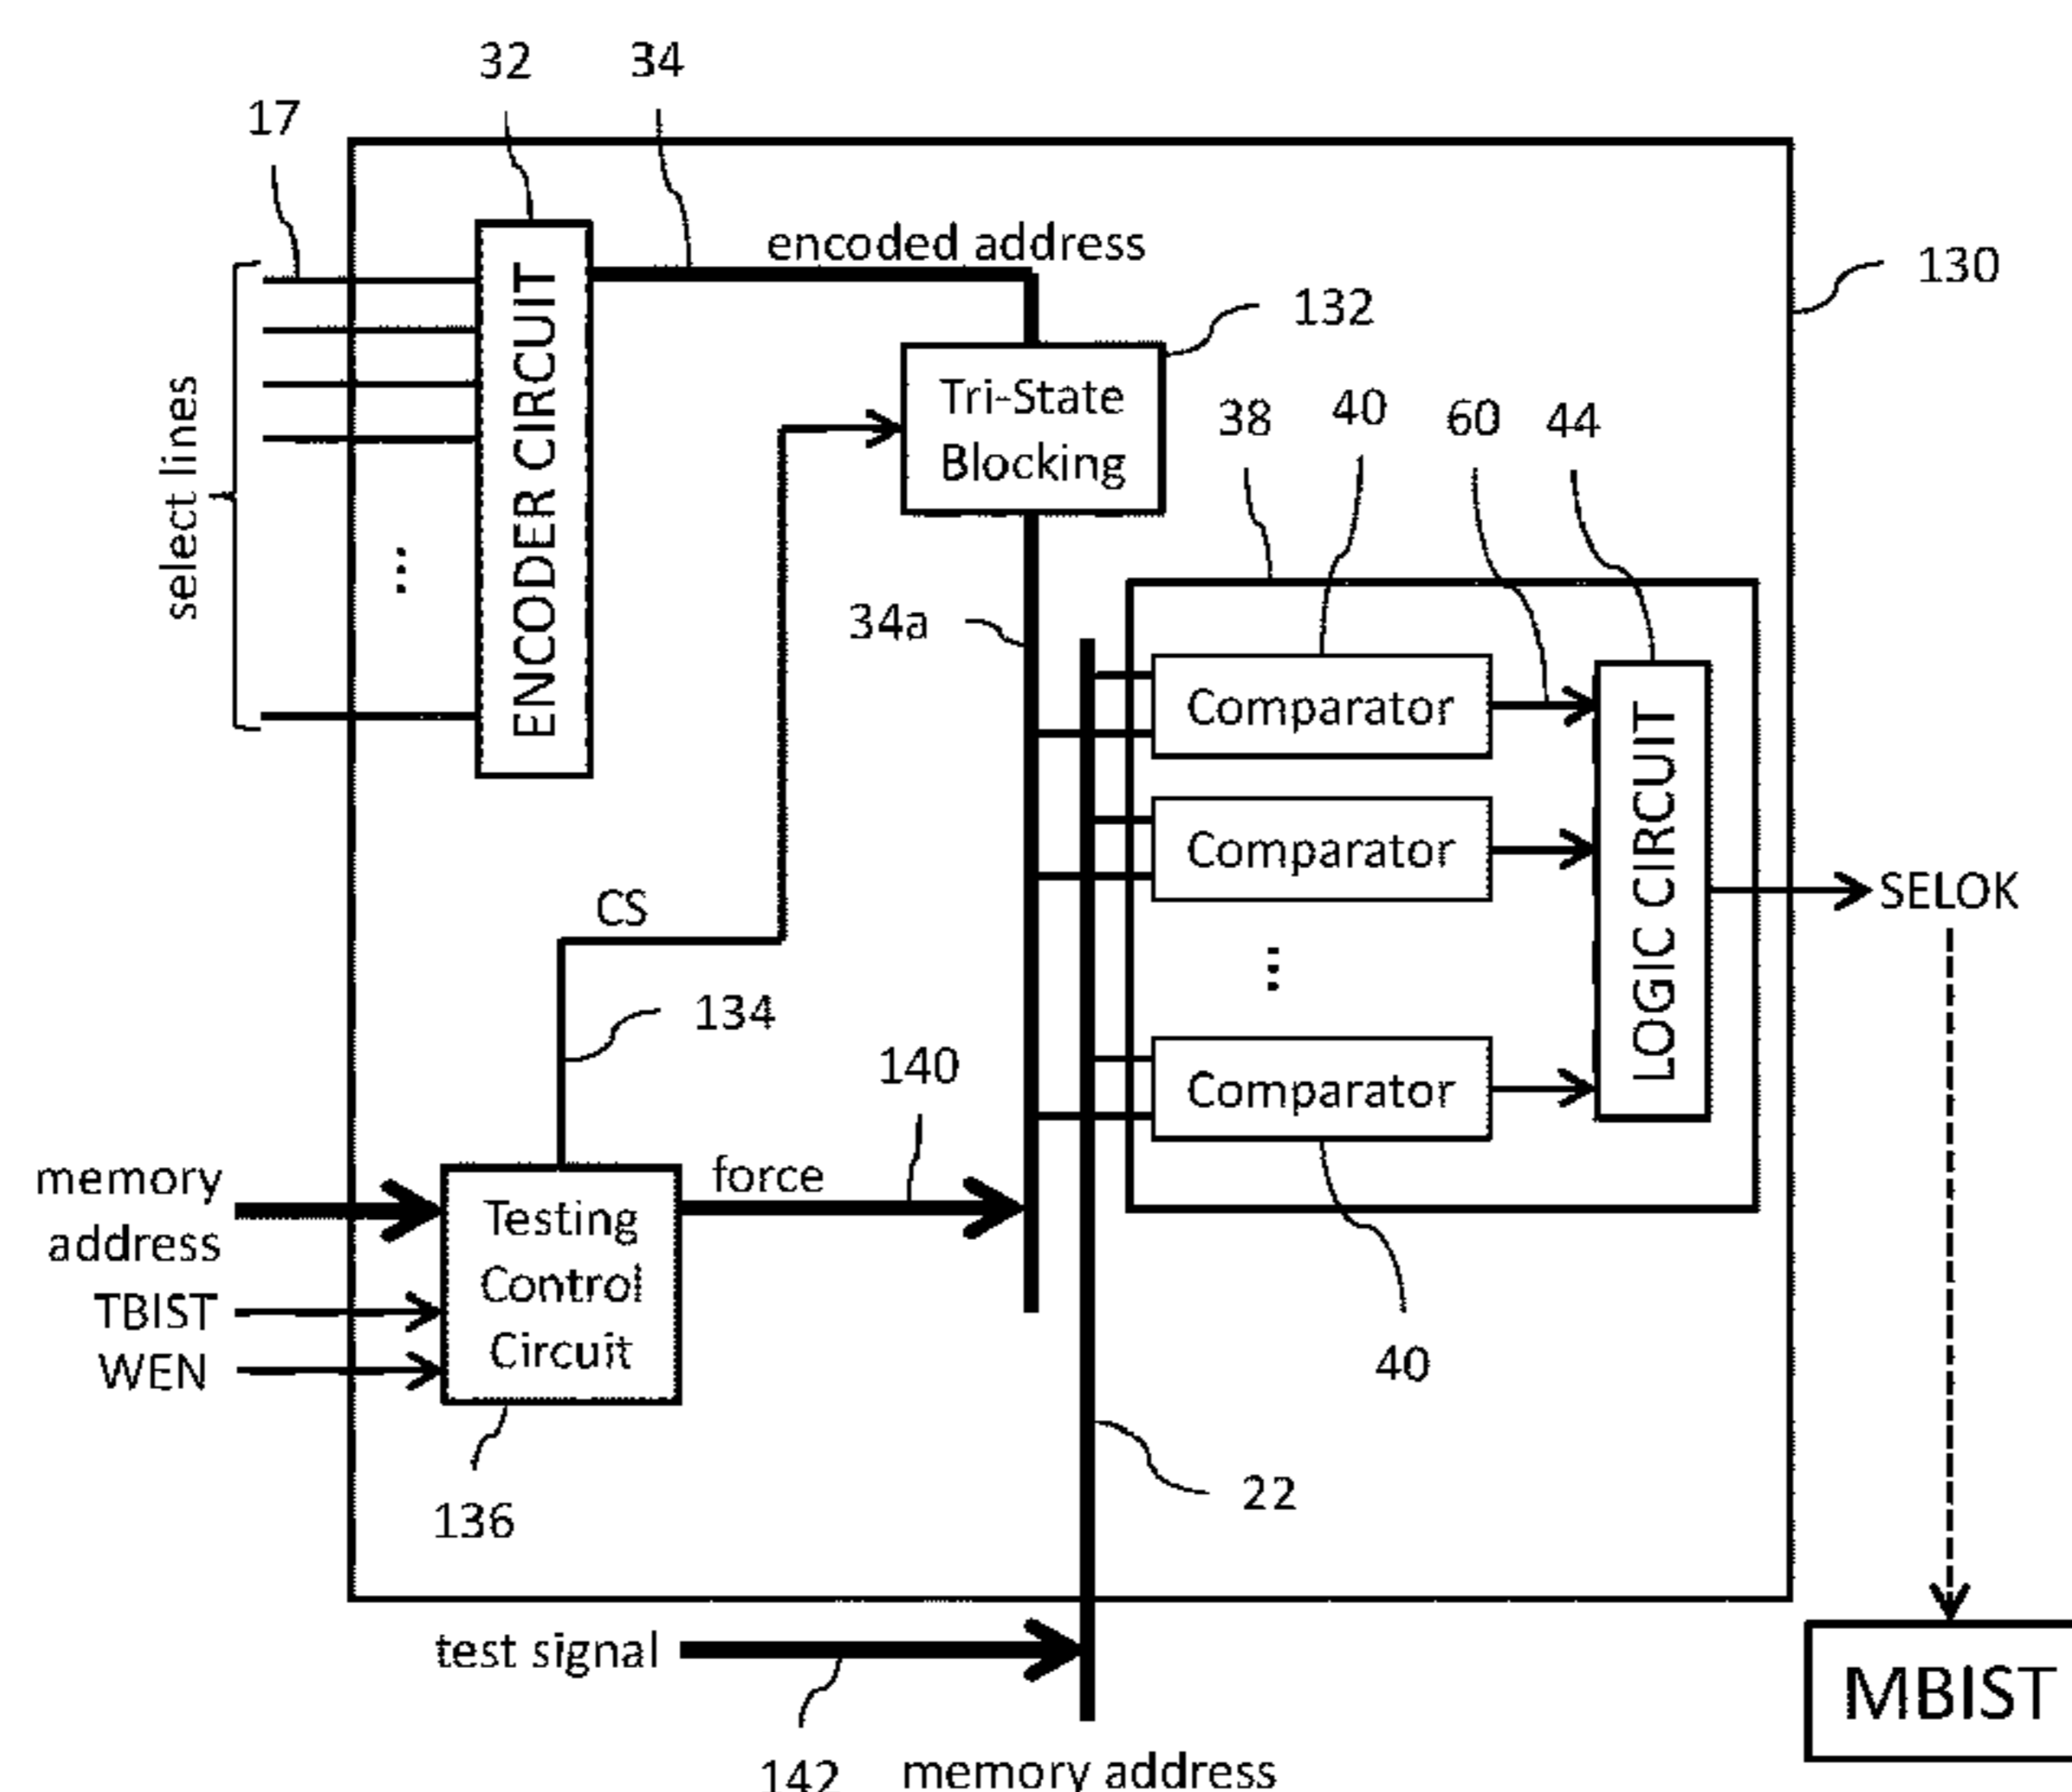 32
34
17
encoded address
130
132
ENCODER CIRCUIT
select lines
...
Tri-State
Blocking
38
40
60
44
34a
Comparator
Comparator
...
Comparator
LOGIC CIRCUIT
SELOK
CS
134
140
force
memory
address
TBIST
WEN
Testing
Control
Circuit
40
22
136
test signal
142
memory address
MBIST